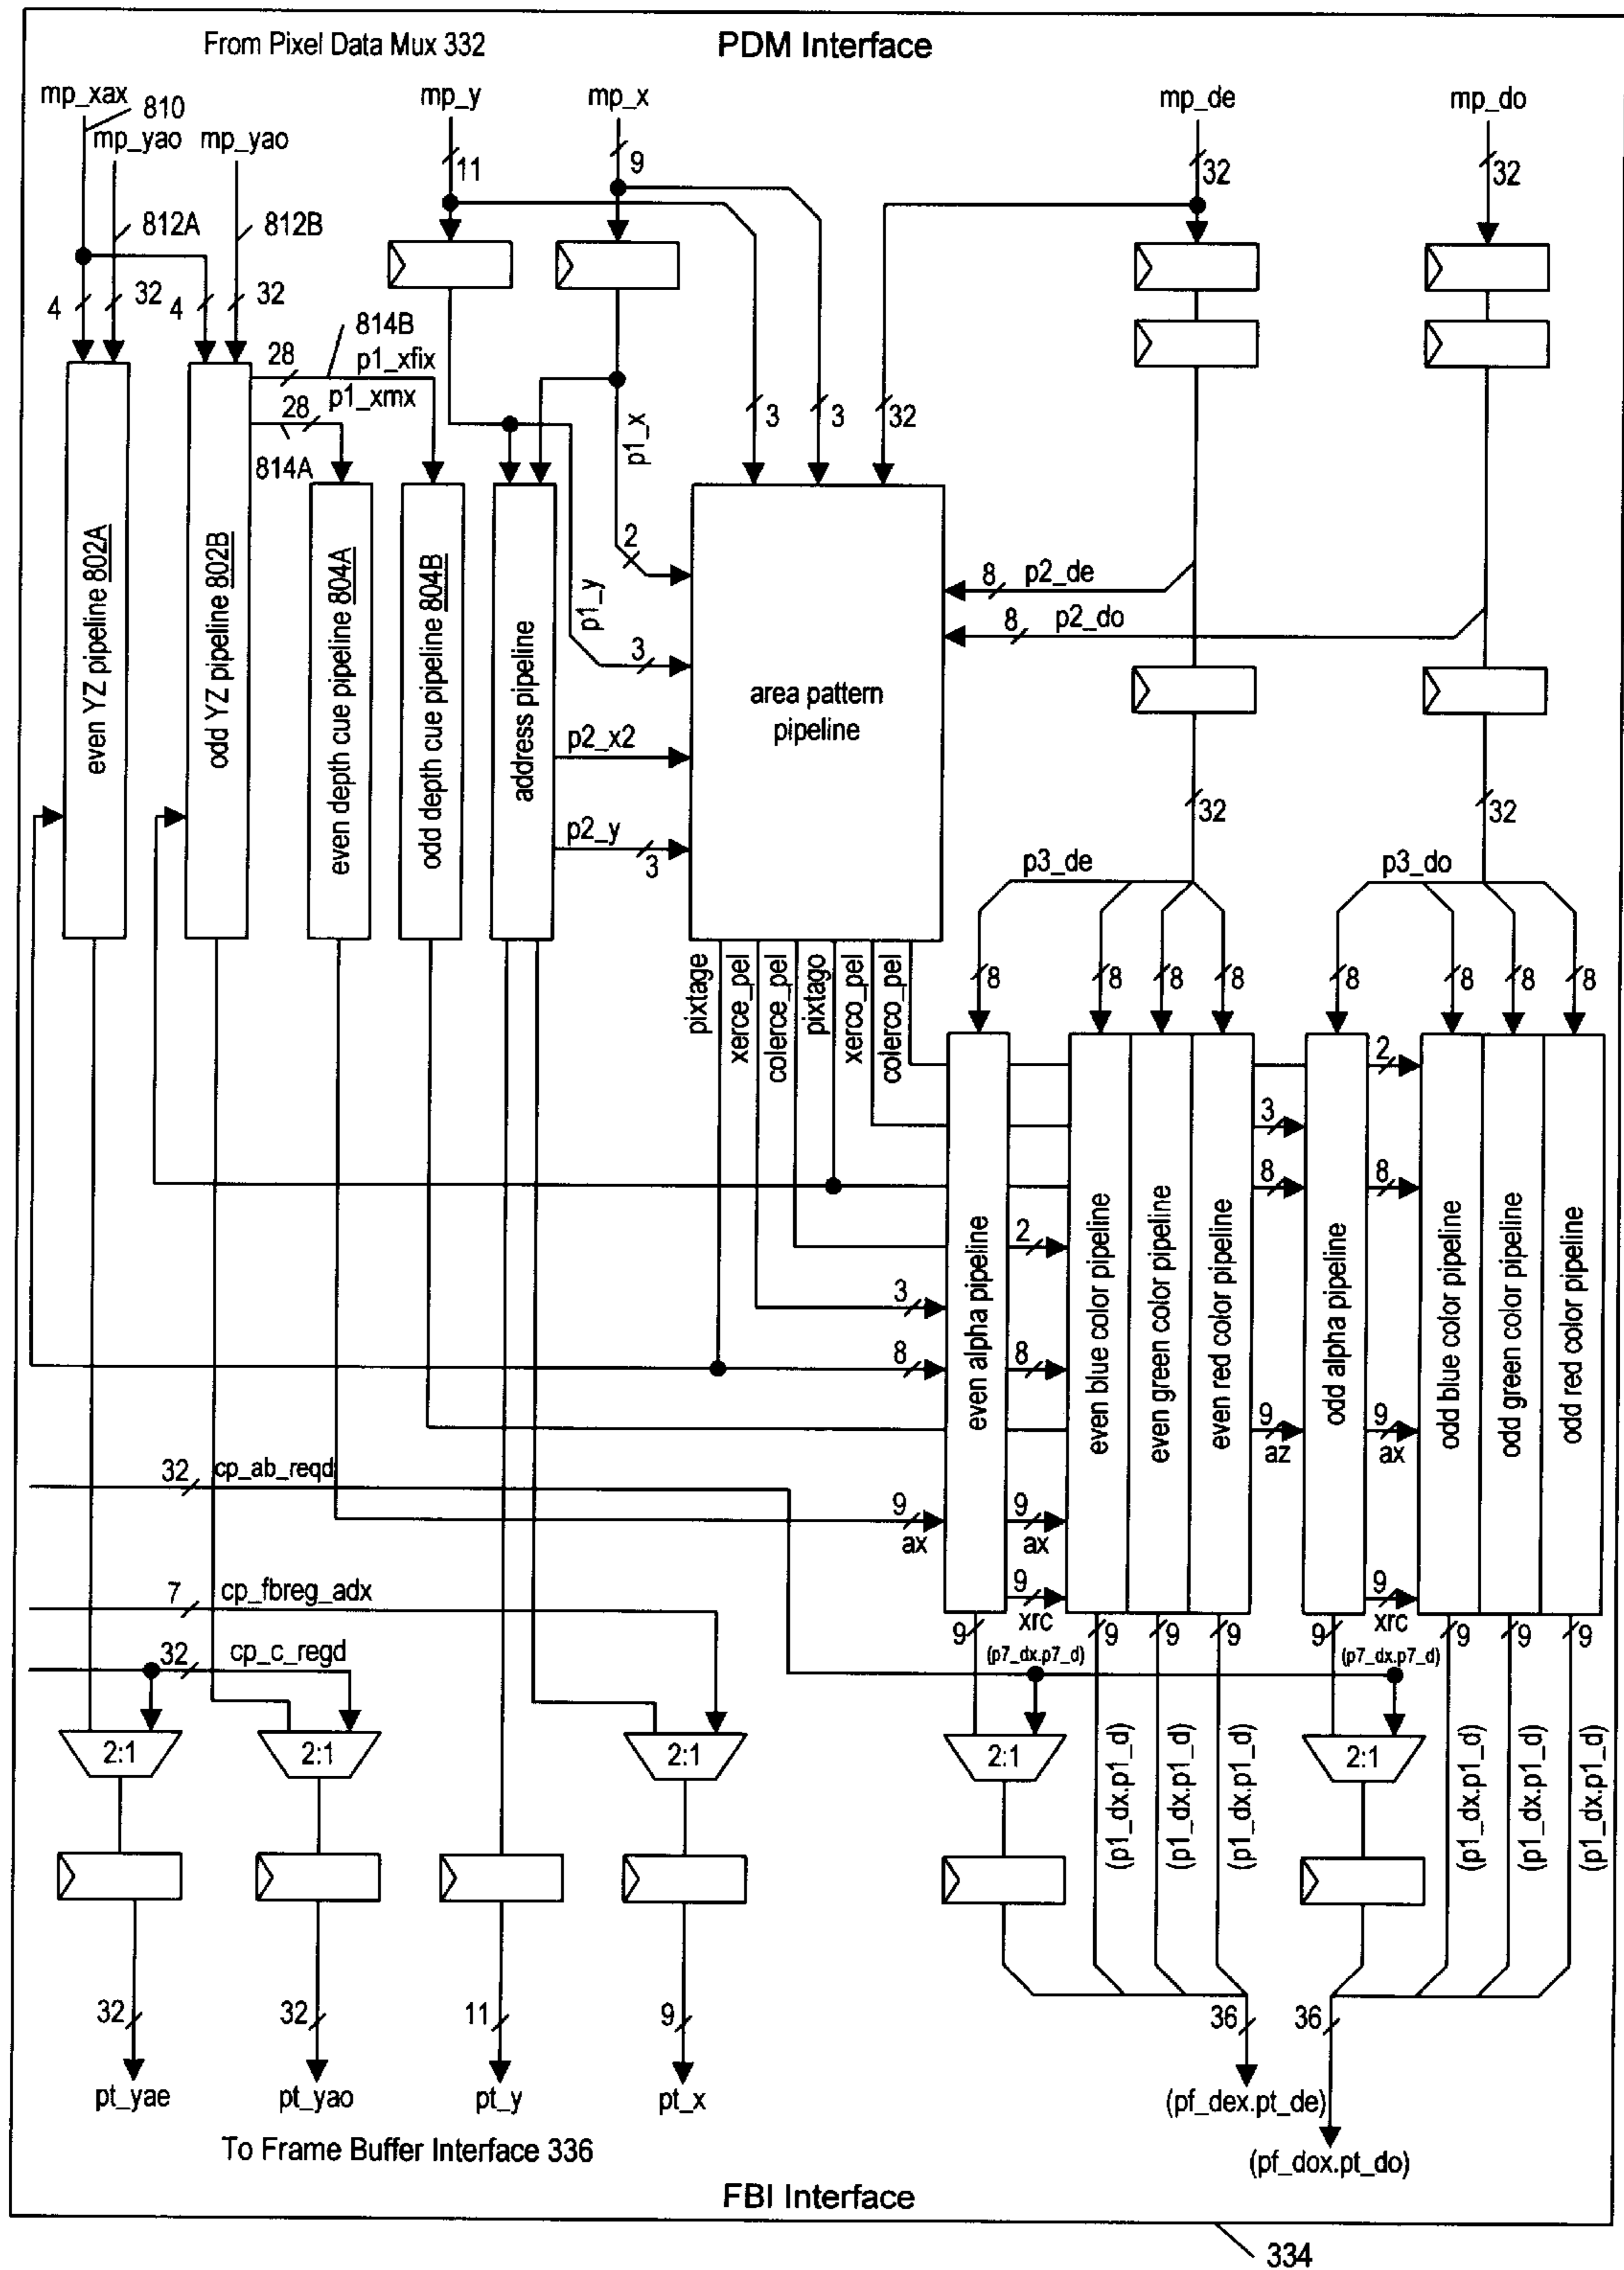 From Pixel Data Mux 332
PDM Interface
mp_xax
810
mp_yao
mp_yao
mp_y
mp_x
mp_de
mp_do
11
9
32
32
812A
812B
4
32
4
32
28
814B
p1_xfix
p1_xmx
28
814A
p1_x
3
3
32
even YZ pipeline 802A
odd YZ pipeline 802B
even depth cue pipeline 804A
odd depth cue pipeline 804B
address pipeline
area pattern
pipeline
2
p1_y
3
p2_x2
p2_y
3
8
p2_de
8
p2_do
32
32
p3_de
p3_do
8
8
8
8
8
8
8
8
pixtage
xerce_pel
colerce_pel
pixtago
xerco_pel
colerco_pel
even alpha pipeline
even blue color pipeline
even green color pipeline
even red color pipeline
odd alpha pipeline
odd blue color pipeline
odd green color pipeline
odd red color pipeline
2
3
8
8
2
3
8
8
9
az
9
ax
32
cp_ab_reqd
9
ax
9
ax
7
cp_fbreg_adx
9
xrc
9
xrc
32
cp_c_regd
9
(p7_dx.p7_d)
9
9
9
9
(p7_dx.p7_d)
9
9
9
2:1
2:1
2:1
2:1
2:1
(p1_dx.p1_d)
(p1_dx.p1_d)
(p1_dx.p1_d)
(p1_dx.p1_d)
(p1_dx.p1_d)
(p1_dx.p1_d)
32
32
11
9
36
36
pt_yae
pt_yao
pt_y
pt_x
(pf_dex.pt_de)
(pf_dox.pt_do)
To Frame Buffer Interface 336
FBI Interface
334